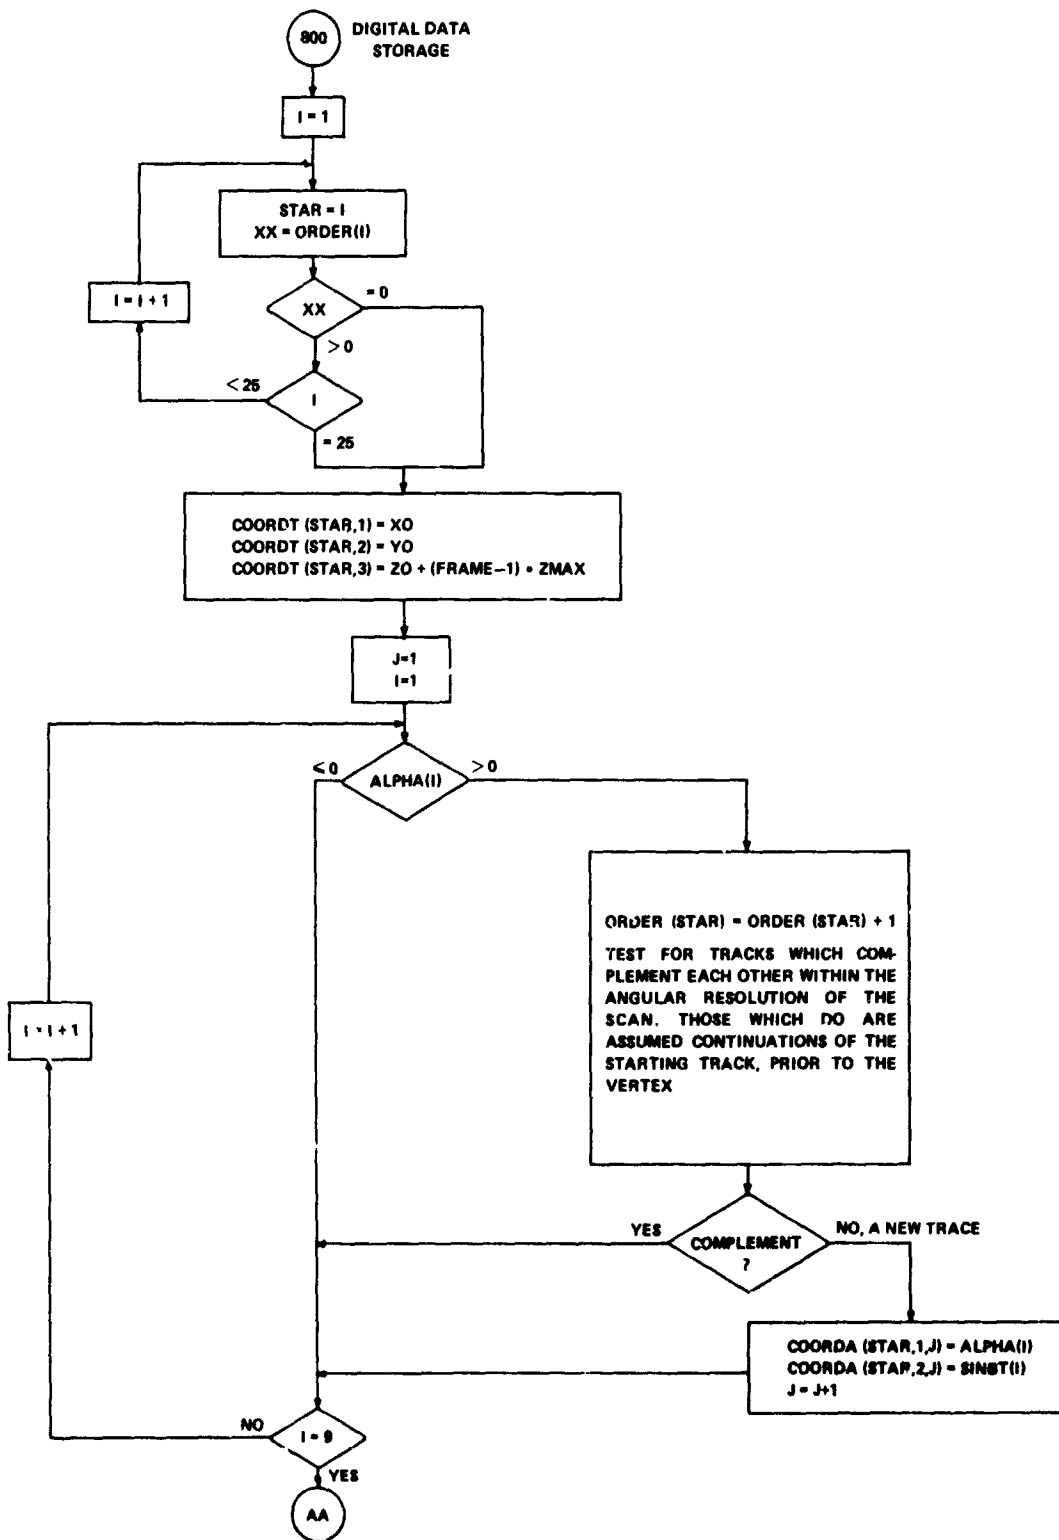 800
DIGITAL DATA
STORAGE
I = 1
STAR = I
XX = ORDER(I)
I = I + 1
XX
= 0
> 0
< 25
I
= 25
COORDT (STAR,1) = XO
COORDT (STAR,2) = YO
COORDT (STAR,3) = ZO + (FRAME-1) * ZMAX
J=1
I=1
≤0
ALPHA(I)
> 0
ORDER (STAR) = ORDER (STAR) + 1
TEST FOR TRACKS WHICH COM-
PLEMENT EACH OTHER WITHIN THE
ANGULAR RESOLUTION OF THE
SCAN. THOSE WHICH DO ARE
ASSUMED CONTINUATIONS OF THE
STARTING TRACK, PRIOR TO THE
VERTEX
I = I + 1
YES
COMPLEMENT
?
NO, A NEW TRACE
COORDA (STAR,1,J) = ALPHA(I)
COORDA (STAR,2,J) = SINBT(I)
J = J+1
NO
I = 9
YES
AA